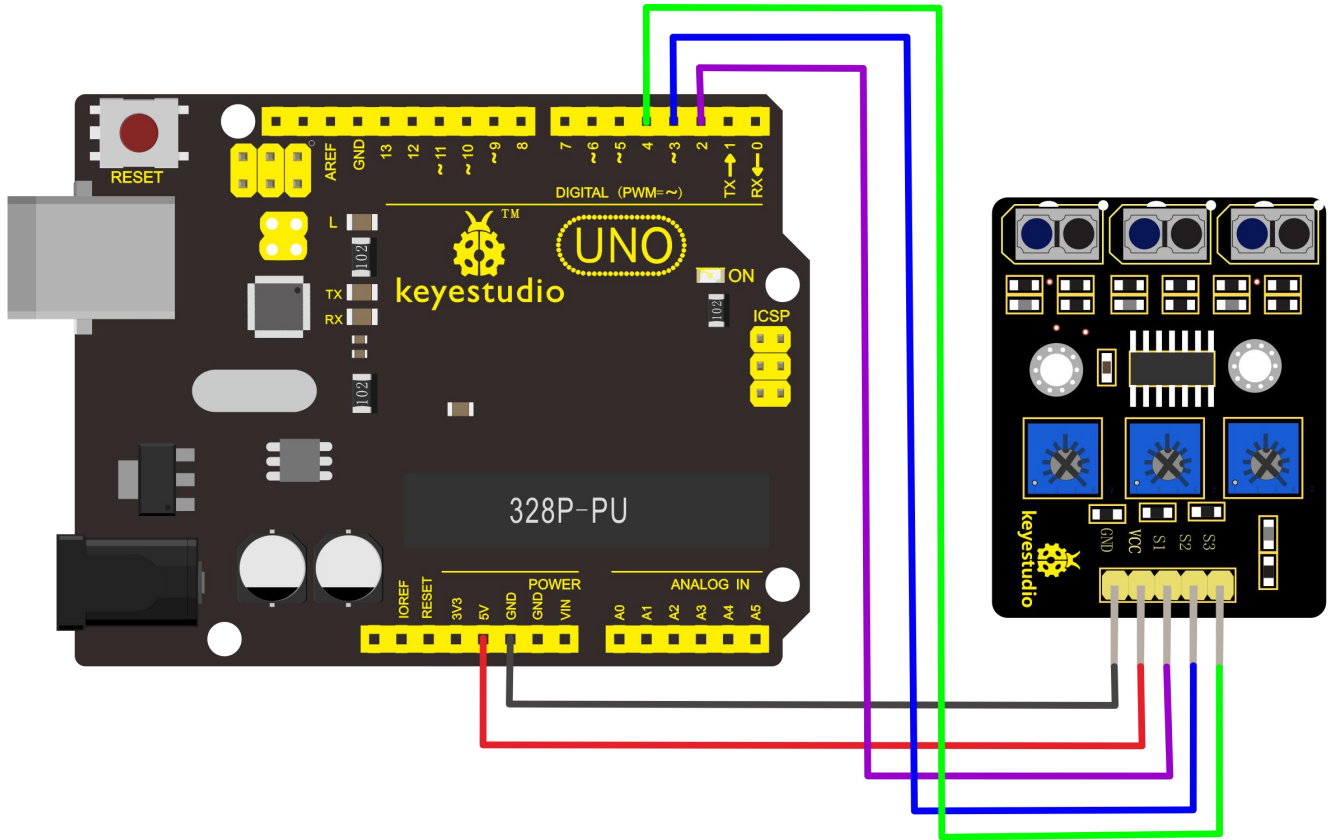 RESET
AREF
GND
13
12
~11
~10
~9
8
7
~6
~5
4
~3
2
TX→1
RX←0
DIGITAL (PWM=~)
L
102
TM
UNO
keyestudio
TX
RX
102
ON
102
ICSP
328P-PU
POWER
ANALOG IN
IOREF
RESET
3V3
5V
GND
GND
VIN
A0
A1
A2
A3
A4
A5
keyestudio
GND
VCC
S1
S2
S3